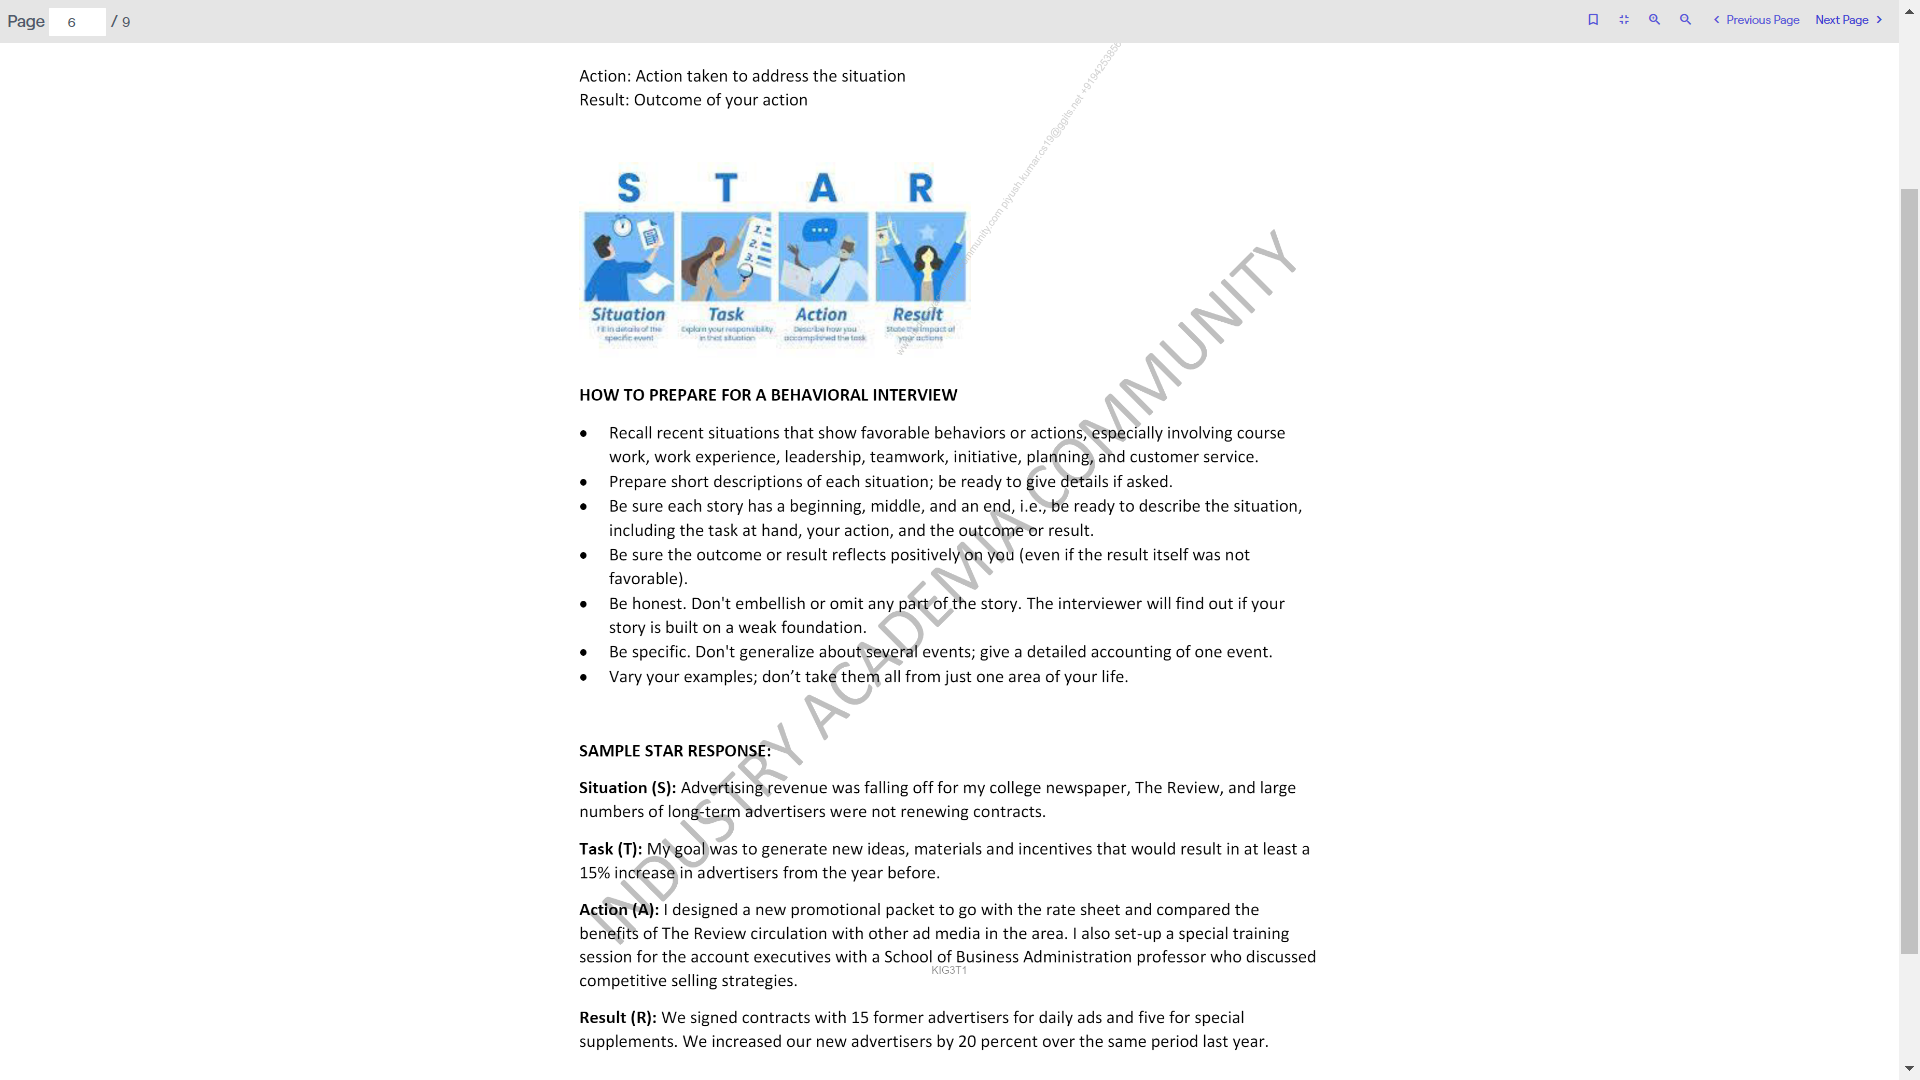 Page 6 / 9
Previous Page Next Page
Action: Action taken to address the situation
Result: Outcome of your action
S T A R
Situation Task Action Result
Fill in details of the Explain your responsibility Describe how you State the impact of
specific event in that situation accomplished the task your actions
HOW TO PREPARE FOR A BEHAVIORAL INTERVIEW
• Recall recent situations that show favorable behaviors or actions, especially involving course
work, work experience, leadership, teamwork, initiative, planning, and customer service.
• Prepare short descriptions of each situation; be ready to give details if asked.
• Be sure each story has a beginning, middle, and an end, i.e., be ready to describe the situation,
including the task at hand, your action, and the outcome or result.
• Be sure the outcome or result reflects positively on you (even if the result itself was not
favorable).
• Be honest. Don't embellish or omit any part of the story. The interviewer will find out if your
story is built on a weak foundation.
• Be specific. Don't generalize about several events; give a detailed accounting of one event.
• Vary your examples; don’t take them all from just one area of your life.
SAMPLE STAR RESPONSE:
Situation (S): Advertising revenue was falling off for my college newspaper, The Review, and large
numbers of long-term advertisers were not renewing contracts.
Task (T): My goal was to generate new ideas, materials and incentives that would result in at least a
15% increase in advertisers from the year before.
Action (A): I designed a new promotional packet to go with the rate sheet and compared the
benefits of The Review circulation with other ad media in the area. I also set-up a special training
session for the account executives with a School of Business Administration professor who discussed
competitive selling strategies.
KIG3T1
Result (R): We signed contracts with 15 former advertisers for daily ads and five for special
supplements. We increased our new advertisers by 20 percent over the same period last year.
INDUSTRY ACADEMIA COMMUNITY